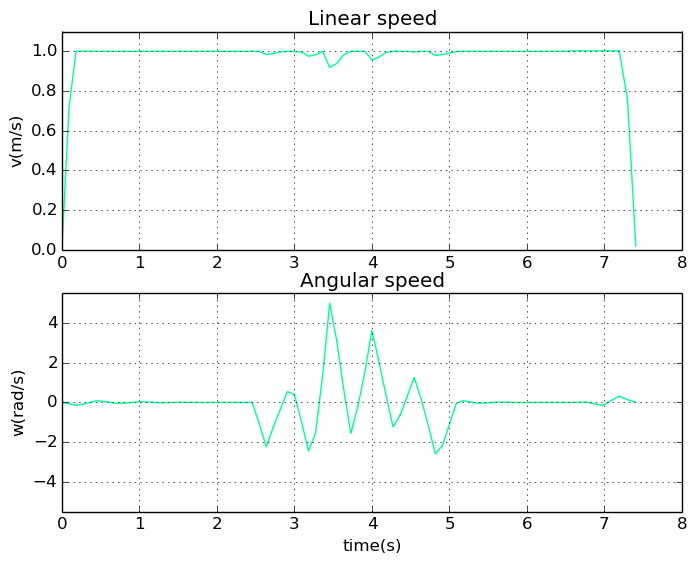 Linear speed
1.0
0.8
0.6
0.4
0.2
0.0
v(m/s)
0 1 2 3 4 5 6 7 8
Angular speed
4
2
0
−2
−4
w(rad/s)
0 1 2 3 4 5 6 7 8
time(s)